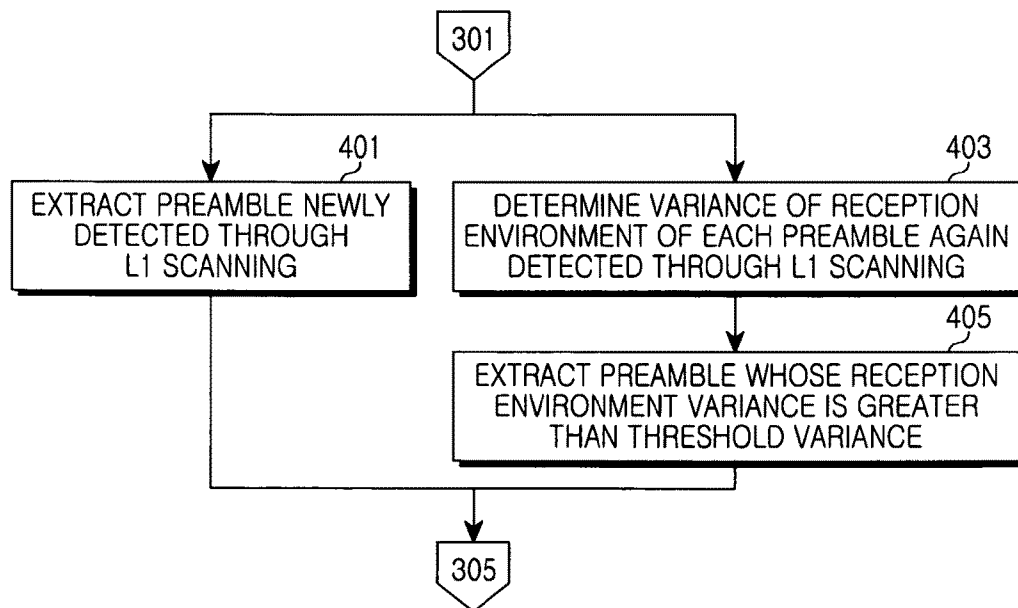 301
401
EXTRACT PREAMBLE NEWLY
DETECTED THROUGH
L1 SCANNING
403
DETERMINE VARIANCE OF RECEPTION
ENVIRONMENT OF EACH PREAMBLE AGAIN
DETECTED THROUGH L1 SCANNING
405
EXTRACT PREAMBLE WHOSE RECEPTION
ENVIRONMENT VARIANCE IS GREATER
THAN THRESHOLD VARIANCE
305